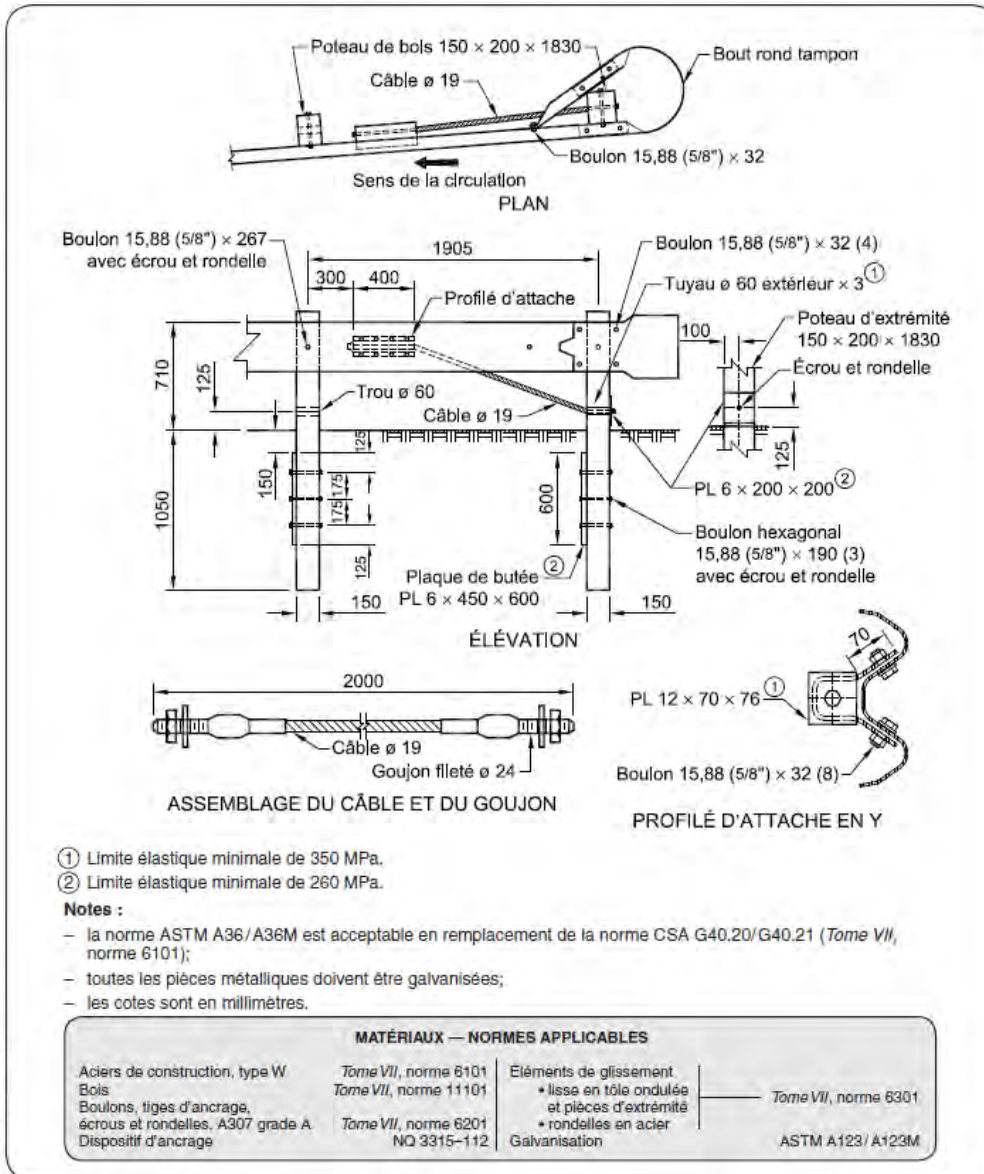 Poteau de bois 150 × 200 × 1830
Bout rond tampon
Câble ø 19
Boulon 15,88 (5/8") × 32
Sens de la circulation
PLAN
Boulon 15,88 (5/8") × 267
avec écrou et rondelle
1905
Boulon 15,88 (5/8") × 32 (4)
300
400
Tuyau ø 60 extérieur × 3 ①
Profilé d'attache
100
Poteau d'extrémité
150 × 200 × 1830
Écrou et rondelle
710
125
Trou ø 60
Câble ø 19
125
125
150
175
175
125
1050
600
PL 6 × 200 × 200 ②
Boulon hexagonal
15,88 (5/8") × 190 (3)
avec écrou et rondelle
Plaque de butée ②
PL 6 × 450 × 600
150
150
ÉLÉVATION
2000
Câble ø 19
Goujon fileté ø 24
ASSEMBLAGE DU CÂBLE ET DU GOUJON
70
PL 12 × 70 × 76 ①
Boulon 15,88 (5/8") × 32 (8)
PROFILÉ D'ATTACHE EN Y
① Limite élastique minimale de 350 MPa.
② Limite élastique minimale de 260 MPa.
Notes :
– la norme ASTM A36/A36M est acceptable en remplacement de la norme CSA G40.20/G40.21 (Tome VII,
norme 6101);
– toutes les pièces métalliques doivent être galvanisées;
– les cotes sont en millimètres.
MATÉRIAUX — NORMES APPLICABLES
Aciers de construction, type W Tome VII, norme 6101
Bois Tome VII, norme 11101
Boulons, tiges d'ancrage,
écrous et rondelles, A307 grade A Tome VII, norme 6201
Dispositif d'ancrage NQ 3315–112
Éléments de glissement
• lisse en tôle ondulée
et pièces d'extrémité
• rondelles en acier
Tome VII, norme 6301
Galvanisation ASTM A123/A123M